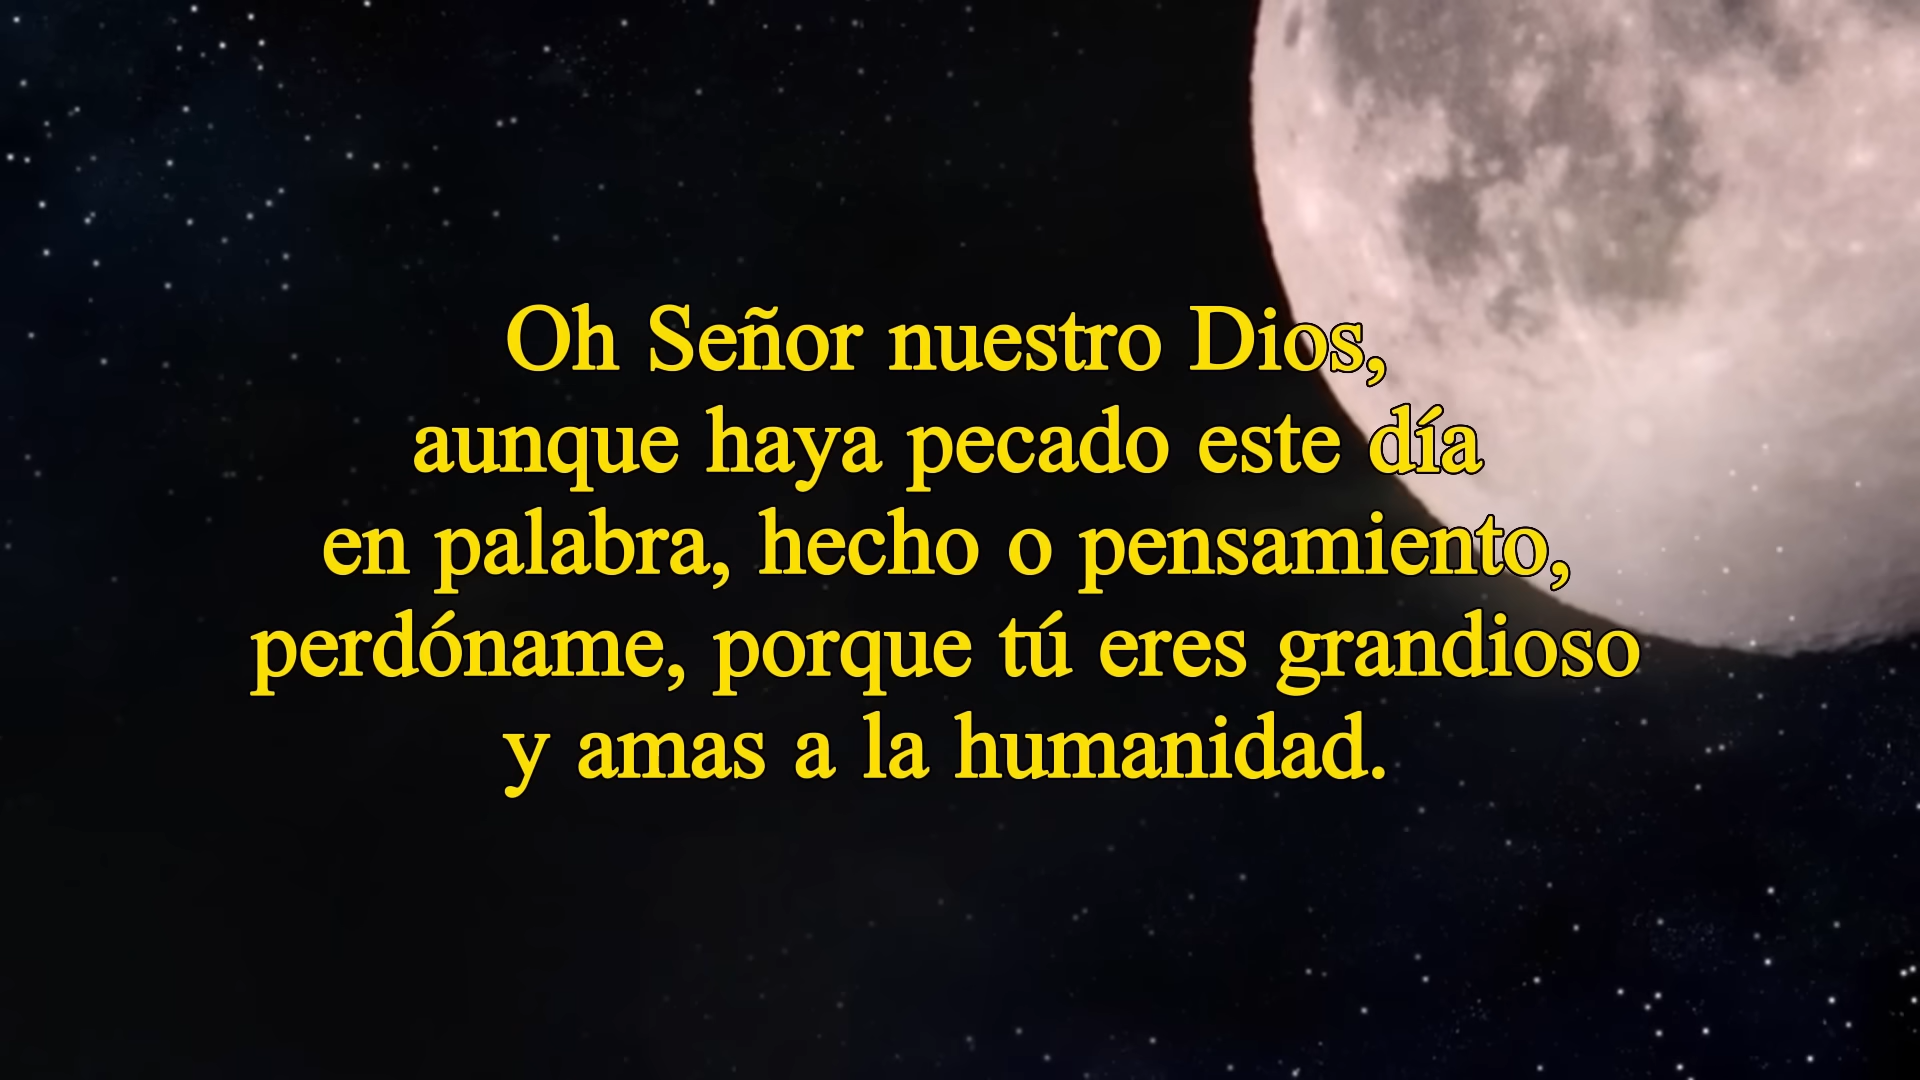 Oh Señor nuestro Dios,
aunque haya pecado este día
en palabra, hecho o pensamiento,
perdóname, porque tú eres grandioso
y amas a la humanidad.